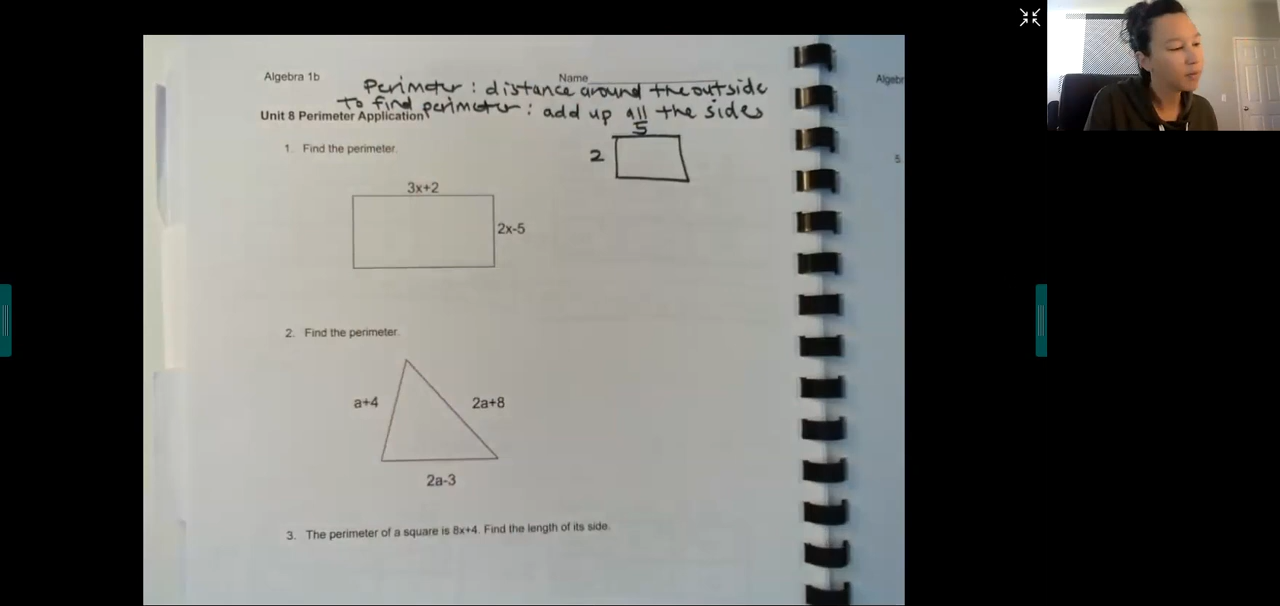 Algebra 1b
Name
Perimeter : distance around the outside
To find perimeter : add up all the sides
Unit 8 Perimeter Application
5
2
1. Find the perimeter.
3x+2
2x-5
2. Find the perimeter.
a+4
2a+8
2a-3
3. The perimeter of a square is 8x+4. Find the length of its side.
Algebr
5